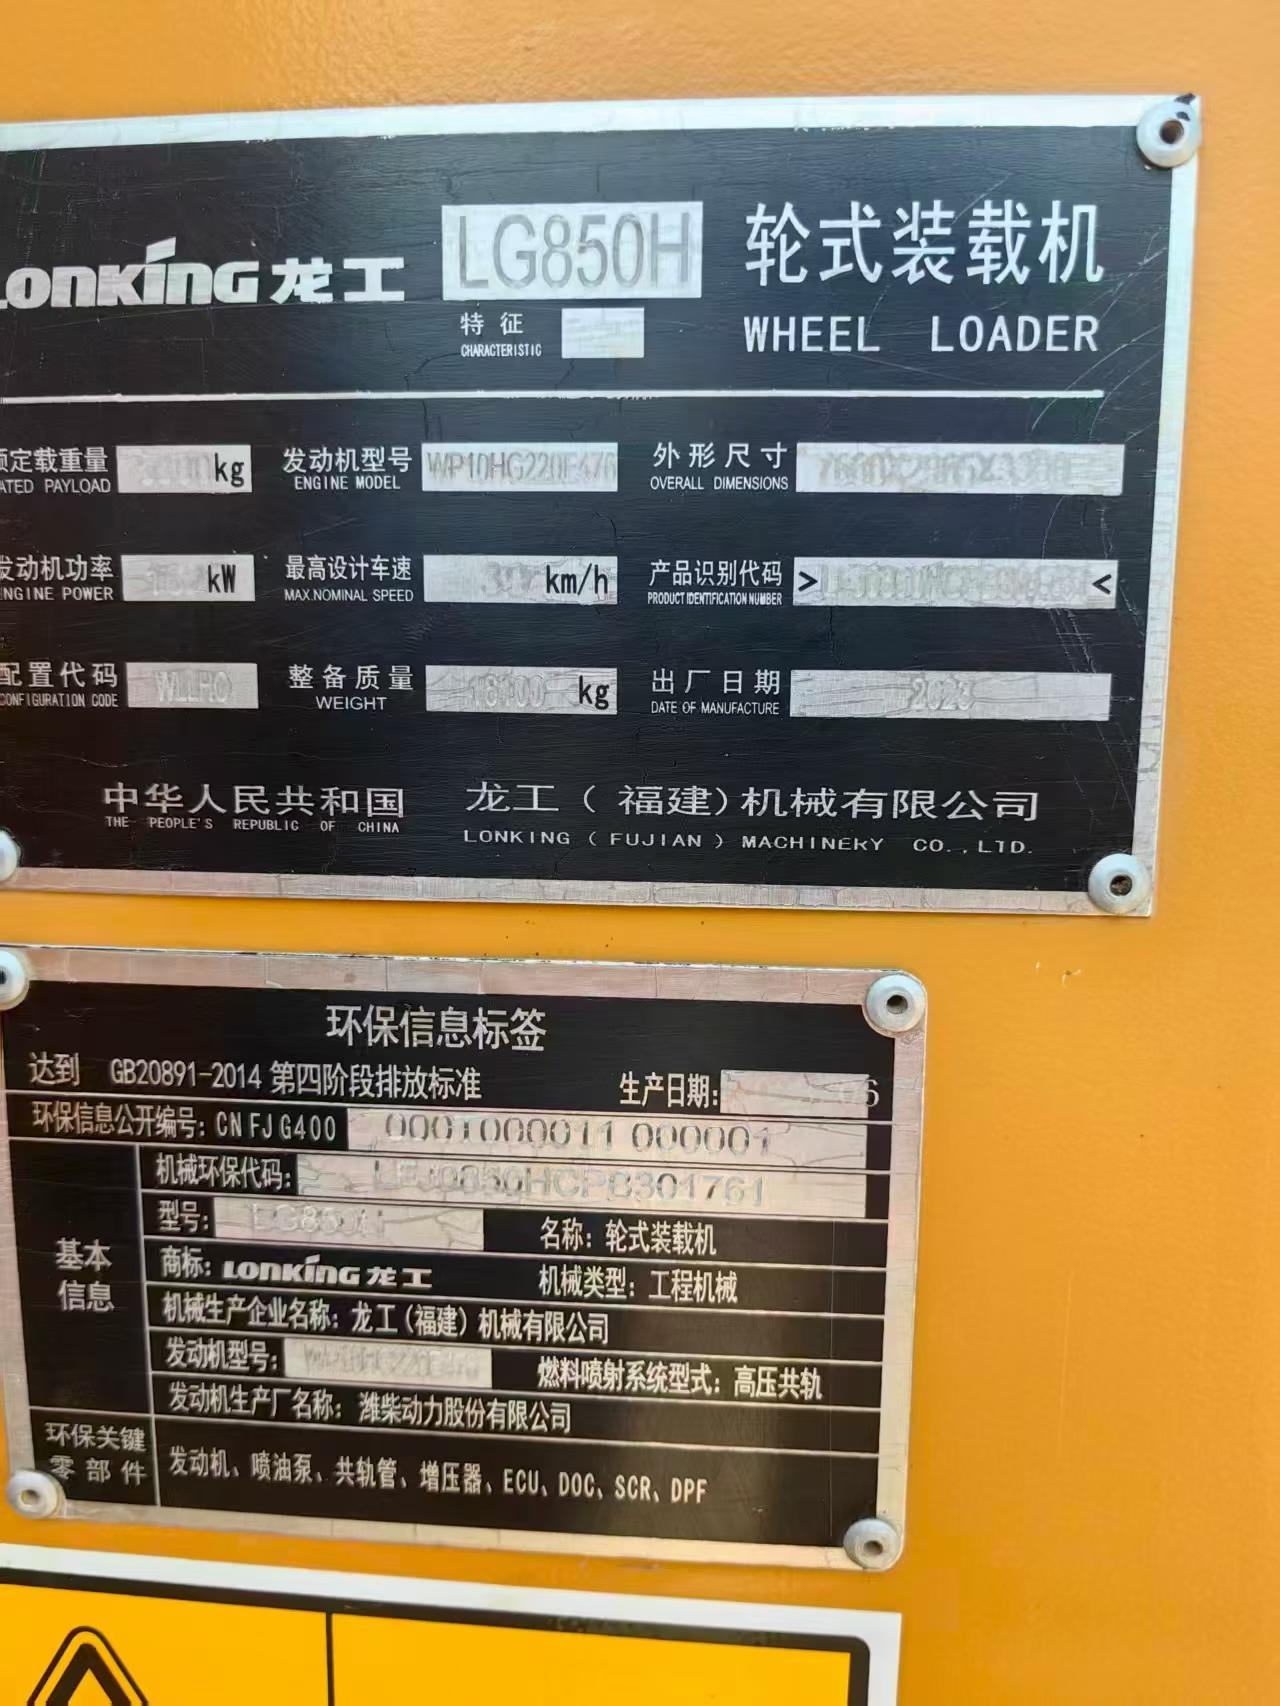 LONKING 龙工 LG850H 轮式装载机
特征
CHARACTERISTIC
WHEEL LOADER
额定载重量 kg 发动机型号 WP10HG220E476 外形尺寸
RATED PAYLOAD ENGINE MODEL OVERALL DIMENSIONS
发动机功率 kW 最高设计车速 km/h 产品识别代码 > <
ENGINE POWER MAX.NOMINAL SPEED PRODUCT IDENTIFICATION NUMBER
配置代码 WLLHO 整备质量 kg 出厂日期 2023
CONFIGURATION CODE WEIGHT DATE OF MANUFACTURE
中华人民共和国 龙工(福建)机械有限公司
THE PEOPLE'S REPUBLIC OF CHINA LONKING (FUJIAN) MACHINERY CO.,LTD.
环保信息标签
达到 GB20891-2014 第四阶段排放标准 生产日期: 06
环保信息公开编号: CN FJ G400 0001000011 000001
机械环保代码: LFJ0850HCPB301761
型号: LG850H 名称: 轮式装载机
基本信息
商标: LONKING 龙工 机械类型: 工程机械
机械生产企业名称: 龙工(福建)机械有限公司
发动机型号: 燃料喷射系统型式: 高压共轨
发动机生产厂名称: 潍柴动力股份有限公司
环保关键零部件 发动机、喷油泵、共轨管、增压器、ECU、DOC、SCR、DPF